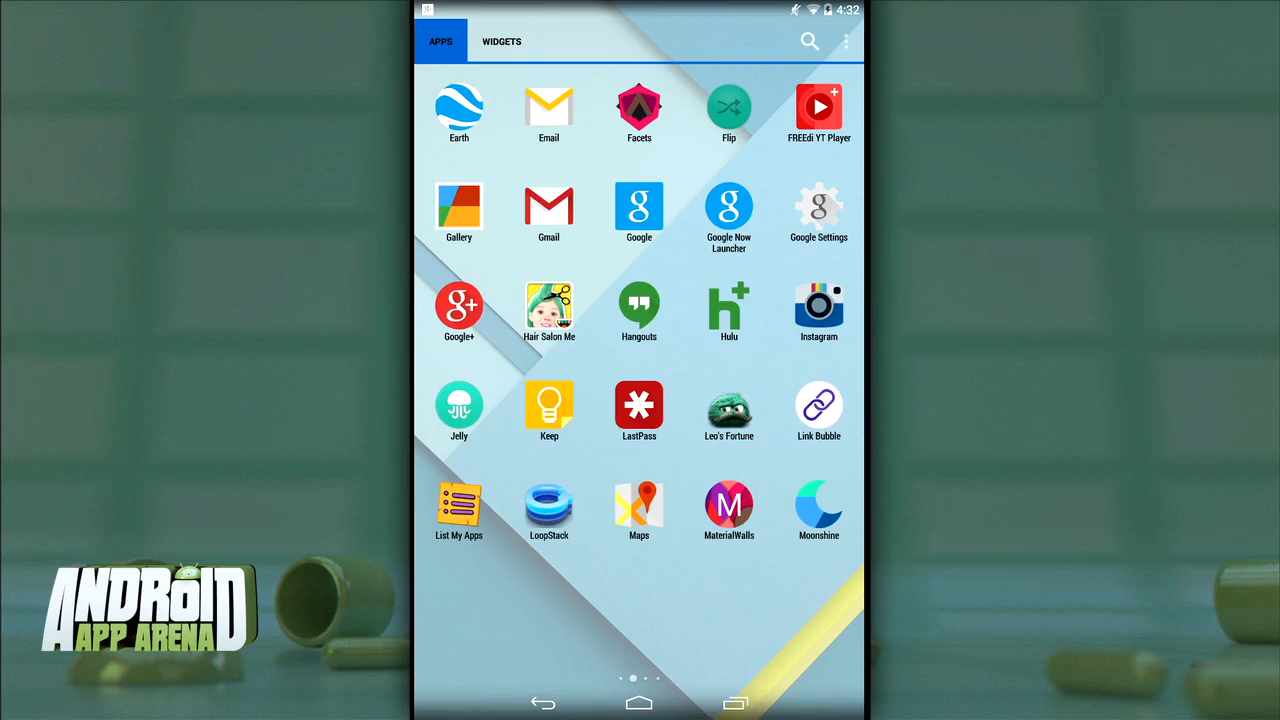 4:32
APPS WIDGETS
Earth Email Facets Flip FREEdi YT Player
Gallery Gmail Google Google Now Launcher Google Settings
Google+ Hair Salon Me Hangouts Hulu Instagram
Jelly Keep LastPass Leo's Fortune Link Bubble
List My Apps LoopStack Maps MaterialWalls Moonshine
ANDROID
APP ARENA